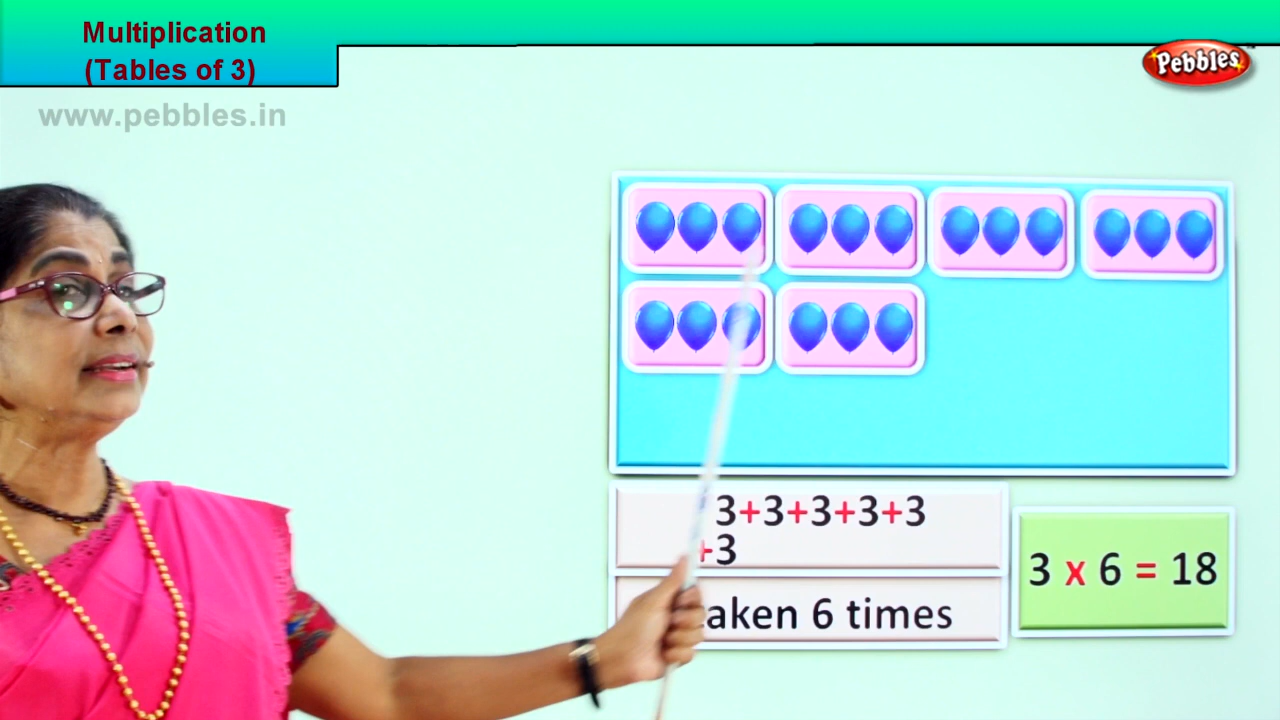 Multiplication
(Tables of 3)
Pebbles
www.pebbles.in
3+3+3+3+3
+3
6 times
3 x 6 = 18